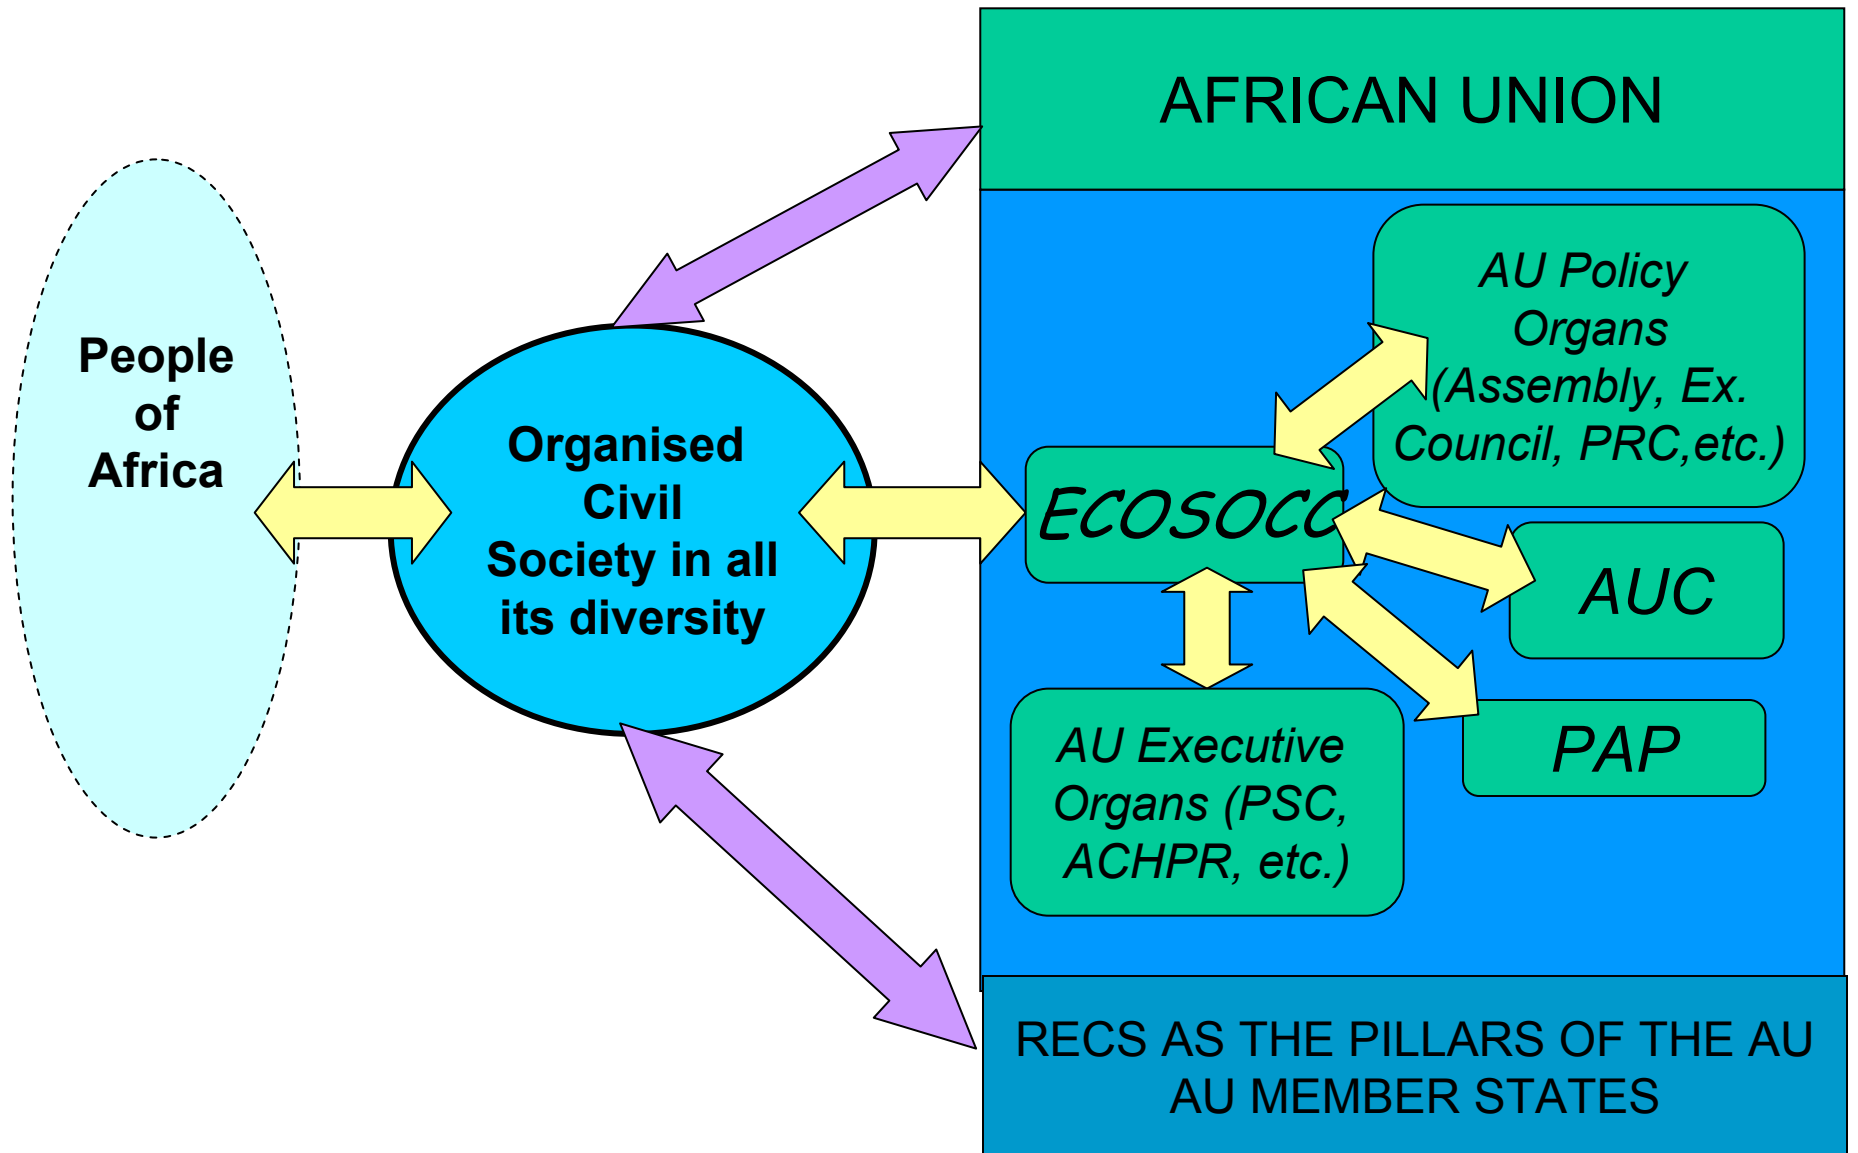 AFRICAN UNION
People
of
Africa
Organised
Civil
Society in all
its diversity
ECOSOCC
AU Policy
Organs
(Assembly, Ex.
Council, PRC,etc.)
AUC
PAP
AU Executive
Organs (PSC,
ACHPR, etc.)
RECS AS THE PILLARS OF THE AU
AU MEMBER STATES